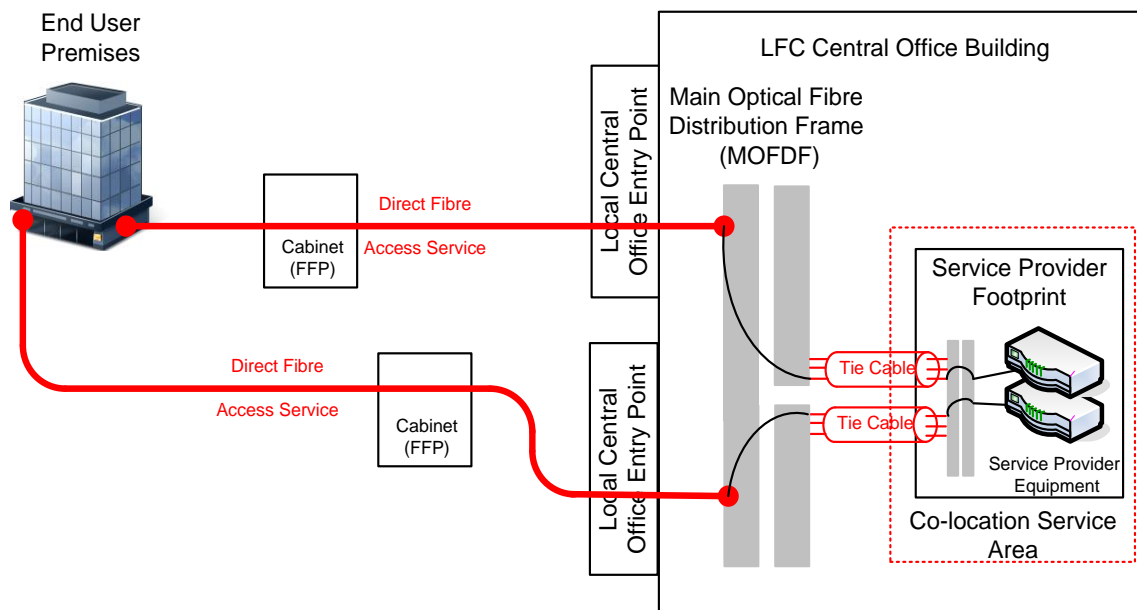 End User
Premises
LFC Central Office Building
Main Optical Fibre
Distribution Frame
(MOFDF)
Local Central
Office Entry Point
Direct Fibre
Access Service
Cabinet
(FFP)
Service Provider
Footprint
Tie Cable
Direct Fibre
Access Service
Cabinet
(FFP)
Local Central
Office Entry Point
Tie Cable
Service Provider
Equipment
Co-location Service
Area